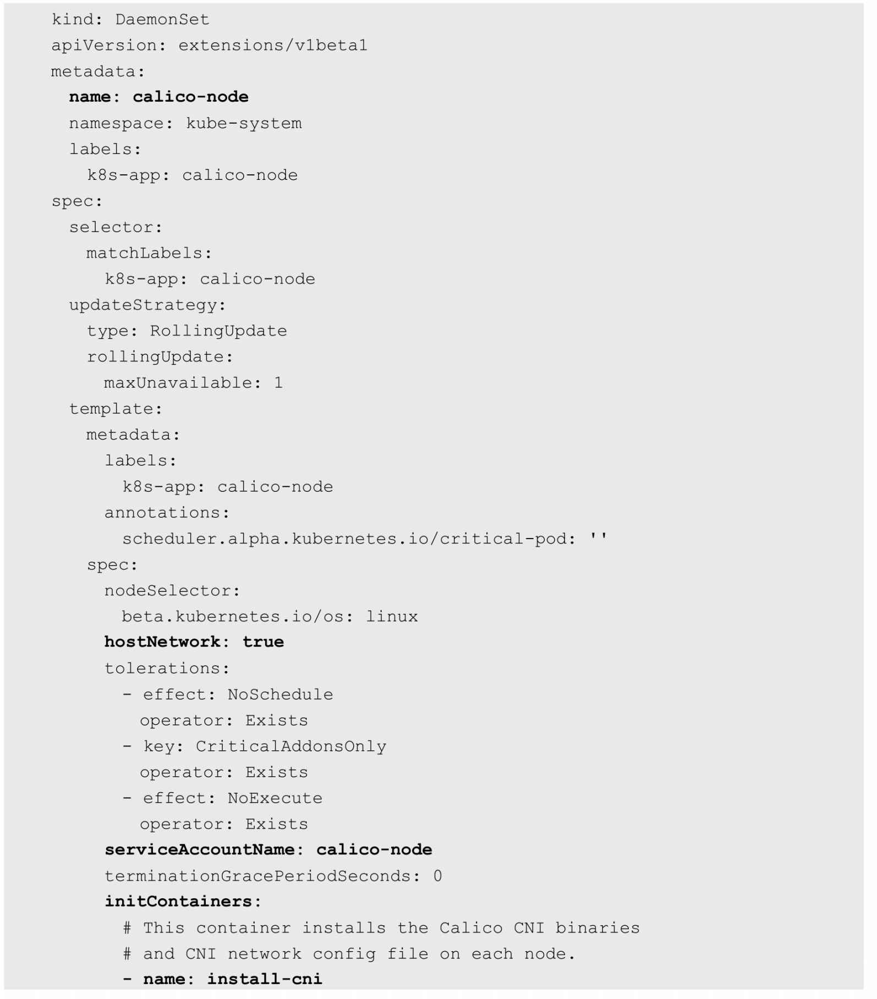 kind: DaemonSet
apiVersion: extensions/v1beta1
metadata:
  name: calico-node
  namespace: kube-system
  labels:
    k8s-app: calico-node
spec:
  selector:
    matchLabels:
      k8s-app: calico-node
  updateStrategy:
    type: RollingUpdate
    rollingUpdate:
      maxUnavailable: 1
  template:
    metadata:
      labels:
        k8s-app: calico-node
      annotations:
        scheduler.alpha.kubernetes.io/critical-pod: ''
    spec:
      nodeSelector:
        beta.kubernetes.io/os: linux
      hostNetwork: true
      tolerations:
        - effect: NoSchedule
          operator: Exists
        - key: CriticalAddonsOnly
          operator: Exists
        - effect: NoExecute
          operator: Exists
      serviceAccountName: calico-node
      terminationGracePeriodSeconds: 0
      initContainers:
        # This container installs the Calico CNI binaries
        # and CNI network config file on each node.
        - name: install-cni